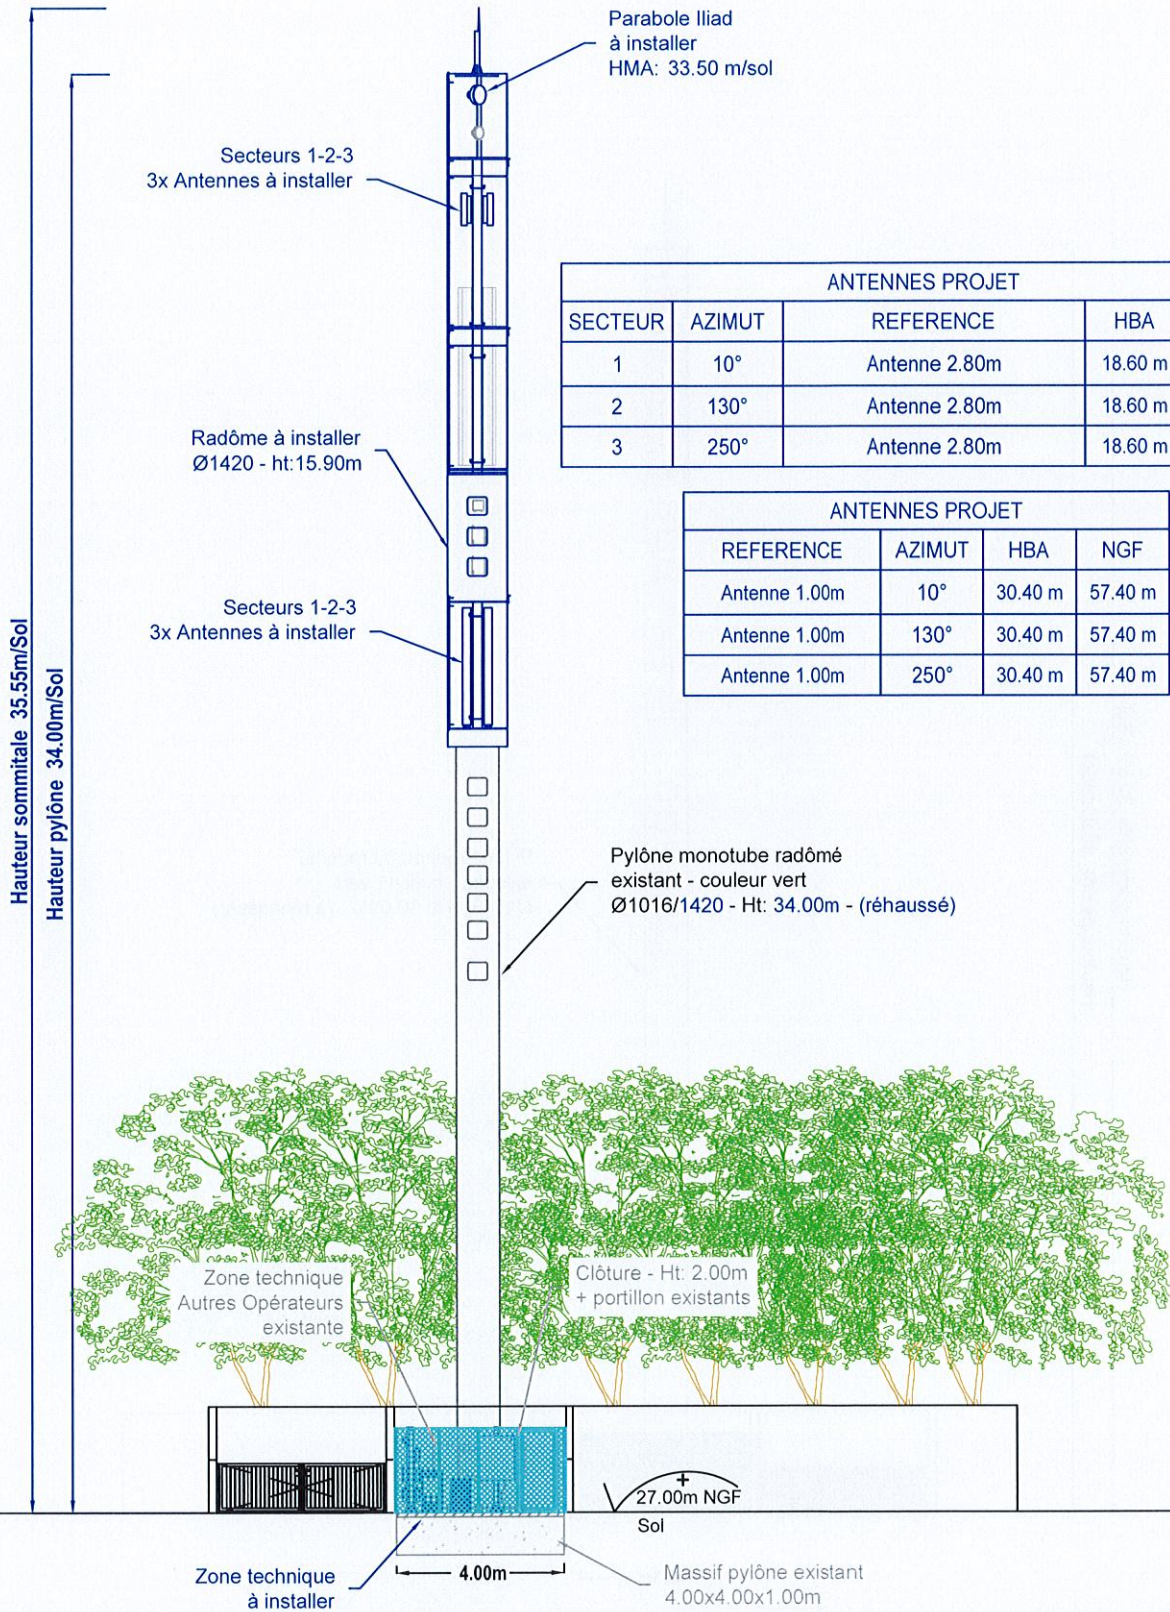 Parabole Iliad
à installer
HMA: 33.50 m/sol
Secteurs 1-2-3
3x Antennes à installer
ANTENNES PROJET
SECTEUR AZIMUT REFERENCE HBA
1 10° Antenne 2.80m 18.60 m
2 130° Antenne 2.80m 18.60 m
3 250° Antenne 2.80m 18.60 m
Radôme à installer
Ø1420 - ht:15.90m
ANTENNES PROJET
REFERENCE AZIMUT HBA NGF
Antenne 1.00m 10° 30.40 m 57.40 m
Antenne 1.00m 130° 30.40 m 57.40 m
Antenne 1.00m 250° 30.40 m 57.40 m
Secteurs 1-2-3
3x Antennes à installer
Hauteur sommitale 35.55m/Sol
Hauteur pylône 34.00m/Sol
Pylône monotube radômé
existant - couleur vert
Ø1016/1420 - Ht: 34.00m - (réhaussé)
Zone technique
Autres Opérateurs
existante
Clôture - Ht: 2.00m
+ portillon existants
27.00m NGF
Sol
4.00m
Zone technique
à installer
Massif pylône existant
4.00x4.00x1.00m